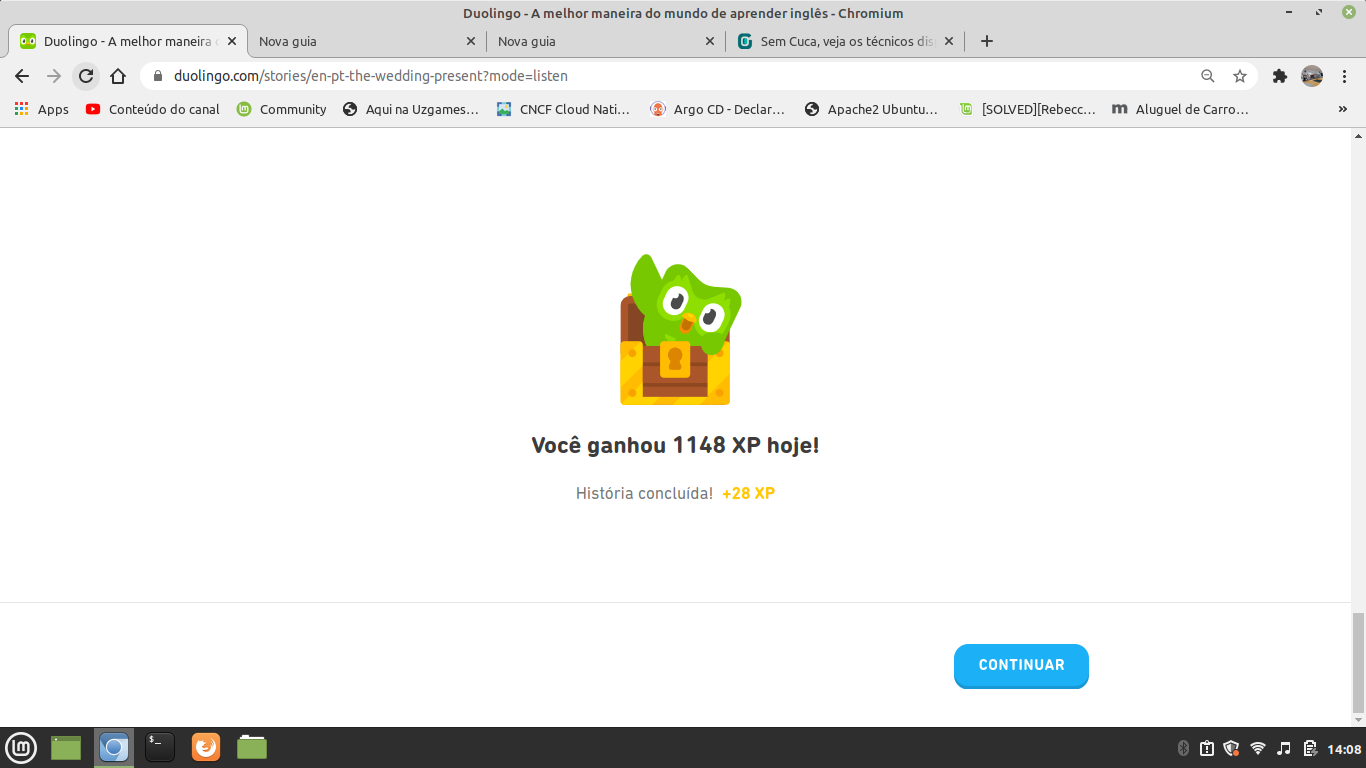 Duolingo - A melhor maneira do mundo de aprender inglês - Chromium
Duolingo - A melhor maneira
Nova guia
Nova guia
Sem Cuca, veja os técnicos dis
duolingo.com/stories/en-pt-the-wedding-present?mode=listen
Apps
Conteúdo do canal
Community
Aqui na Uzgames...
CNCF Cloud Nati...
Argo CD - Declar...
Apache2 Ubuntu...
[SOLVED][Rebecc...
Aluguel de Carro...
»
Você ganhou 1148 XP hoje!
História concluída! +28 XP
CONTINUAR
14:08